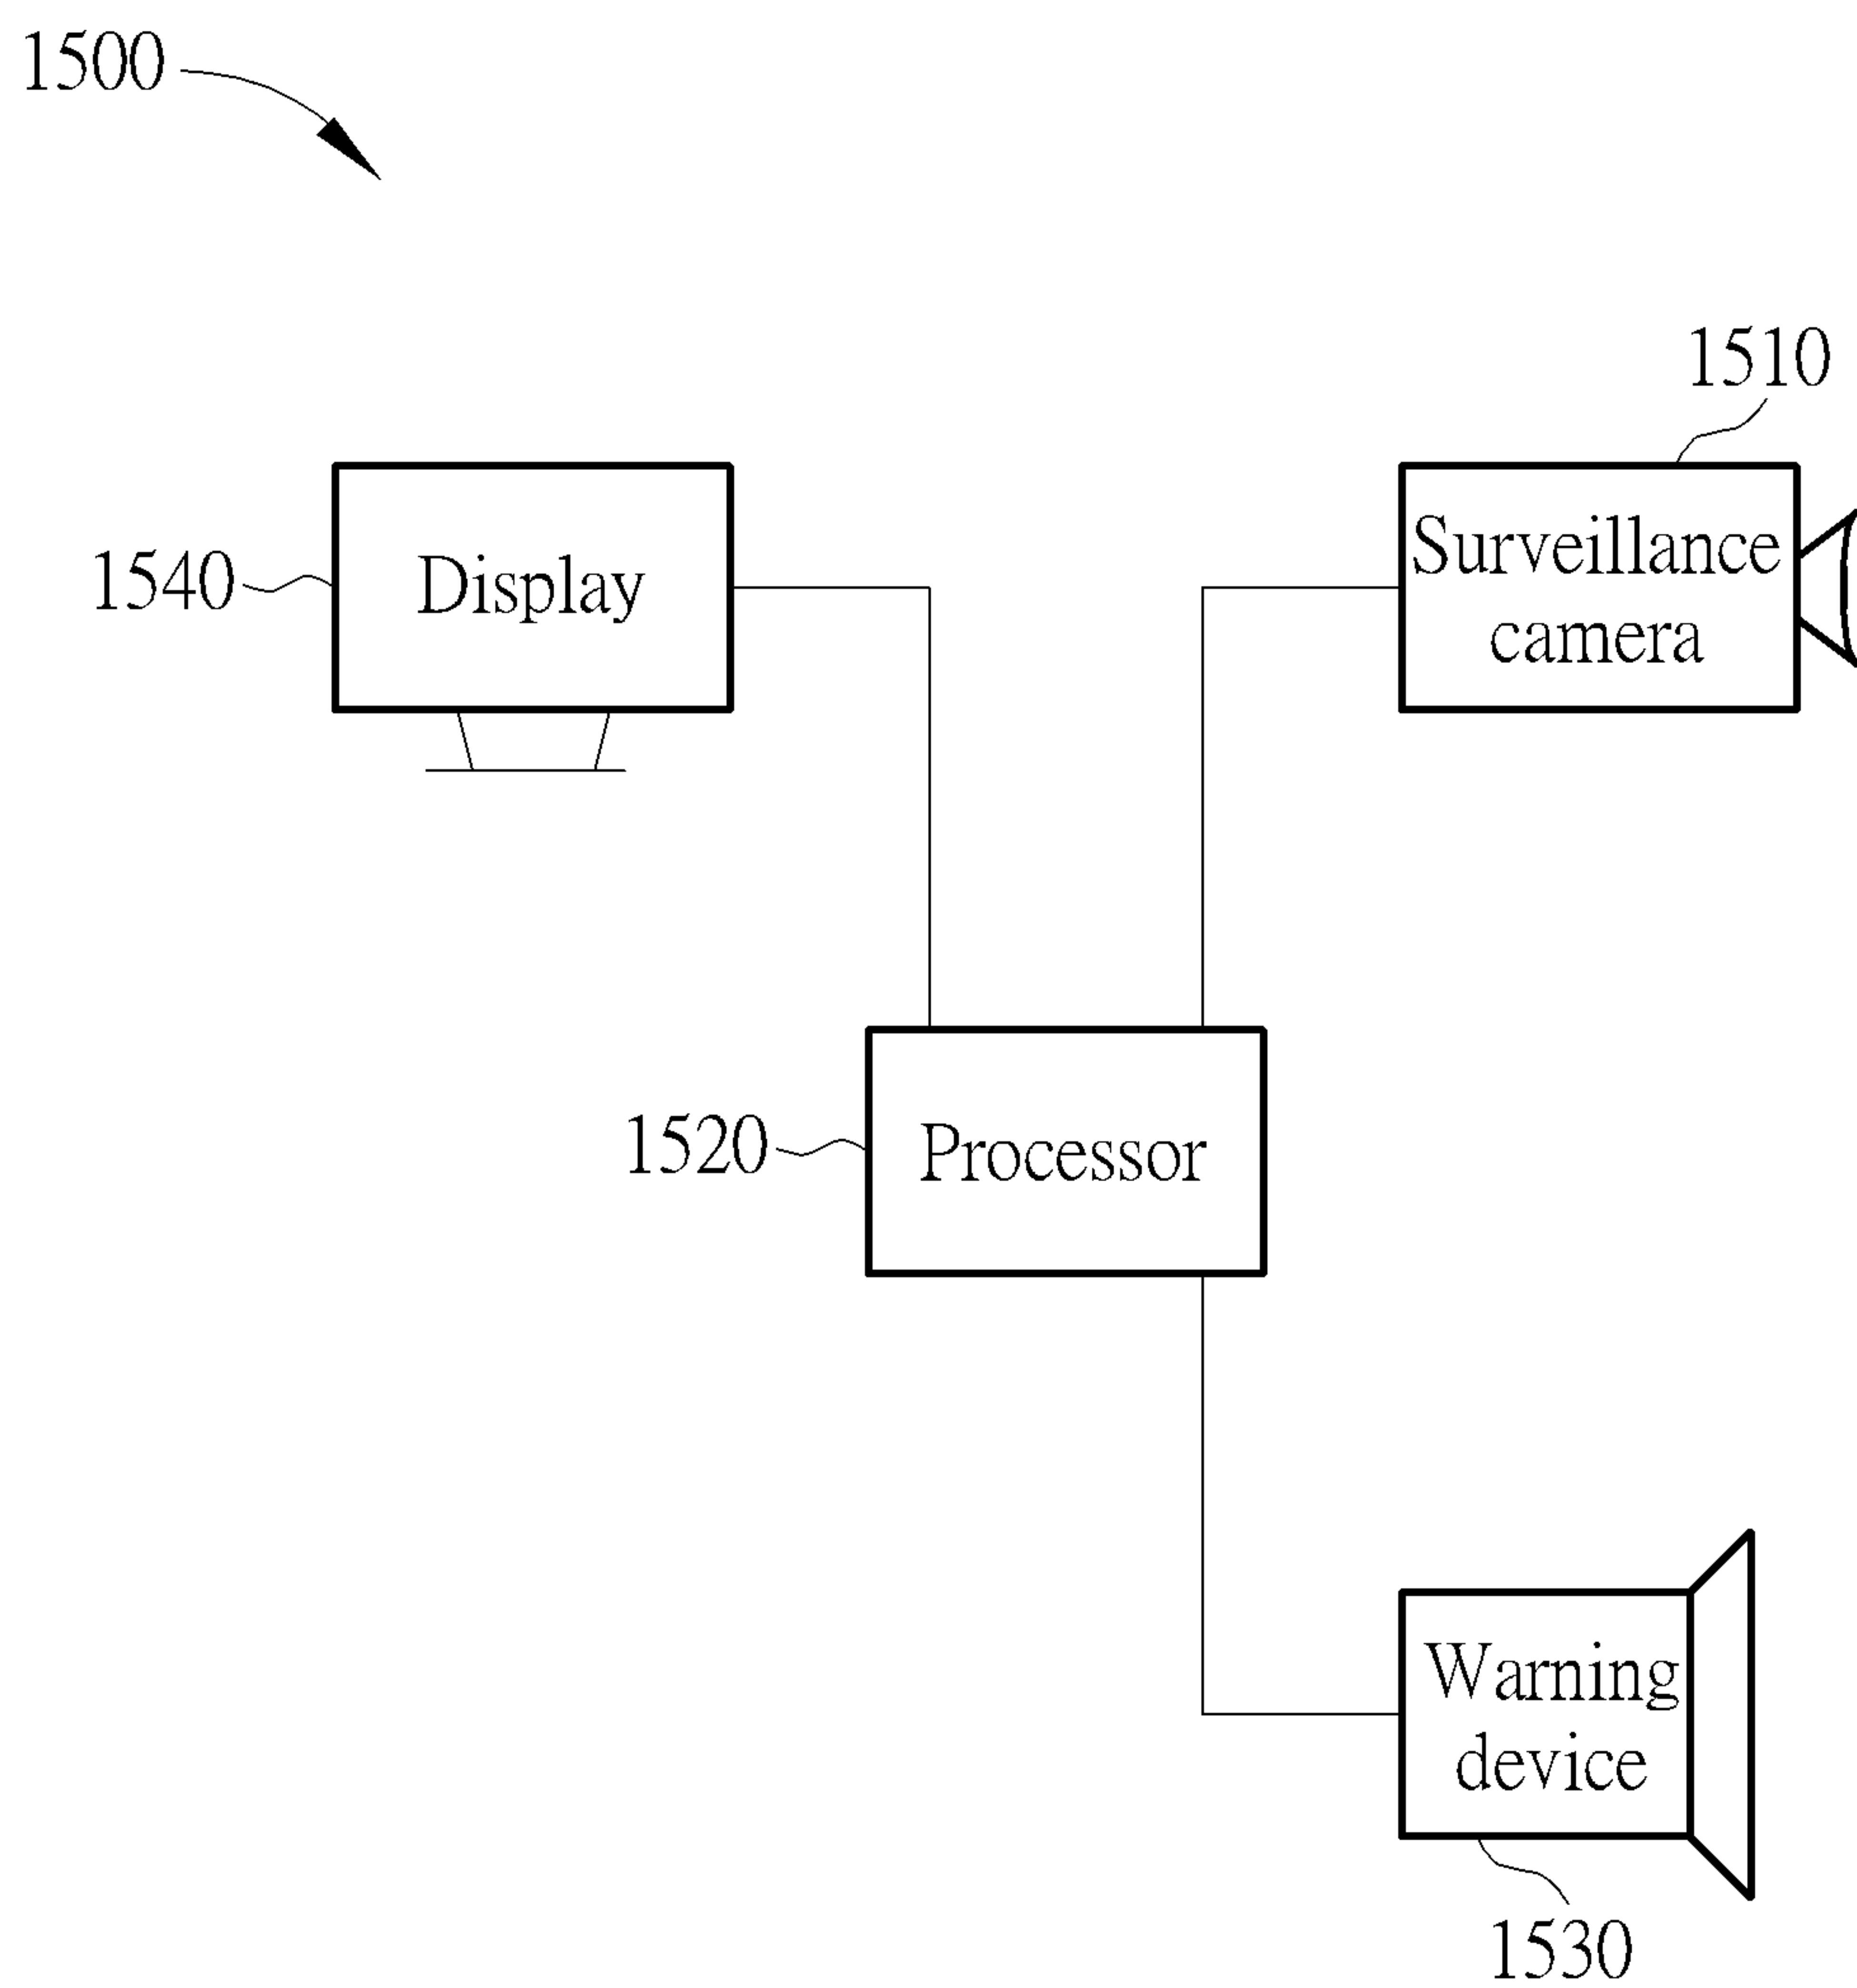 1500
1510
Surveillance
camera
1540
Display
1520
Processor
Warning
device
1530